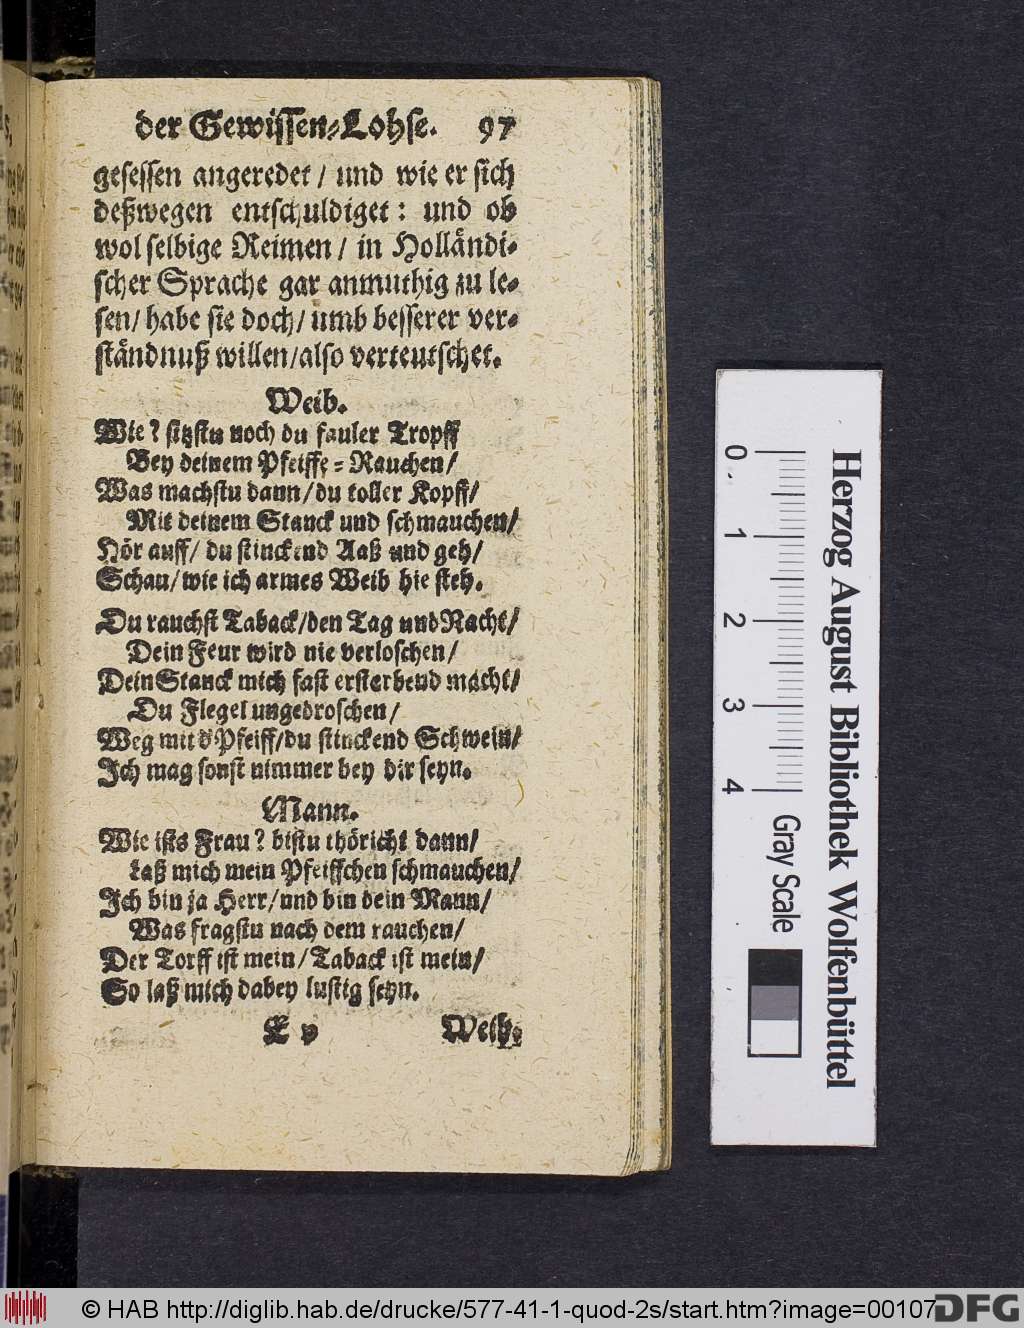 der Gewissen-Lohse. 97
gesessen angeredet / und wie er sich
deßwegen entschuldiget: und ob
wol selbige Reimen / in Holländi-
scher Sprache gar anmuthig zu le-
sen / habe sie doch / umb besserer ver-
ständnuß willen / also verteutschet.
Weib.
Wie? sitzstu noch du fauler Tropff
Bey deinem Pfeiffe-Rauchen /
Was machstu dann / du toller Kopff /
Mit deinem Stanck und schmauchen /
Hör auff / du stinckend Aaß und geh /
Schau / wie ich armes Weib hie steh.
Du rauchst Taback / den Tag und Nacht /
Dein Feur wird nie verloschen /
Dein Stanck mich fast ersterbend macht /
Du Flegel ungedroschen /
Weg mit d' Pfeiff / du stinckend Schwein /
Ich mag sonst nimmer bey dir seyn.
Mann.
Wie ists Frau? bistu thöricht dann /
Laß mich mein Pfeiffchen schmauchen /
Ich bin ja Herr / und bin dein Mann /
Was fragstu nach dem rauchen /
Der Torff ist mein / Taback ist mein /
So laß mich dabey lustig seyn.
E v Weib.
0 1 2 3 4 Gray Scale
Herzog August Bibliothek Wolfenbüttel
© HAB http://diglib.hab.de/drucke/577-41-1-quod-2s/start.htm?image=00107
DFG